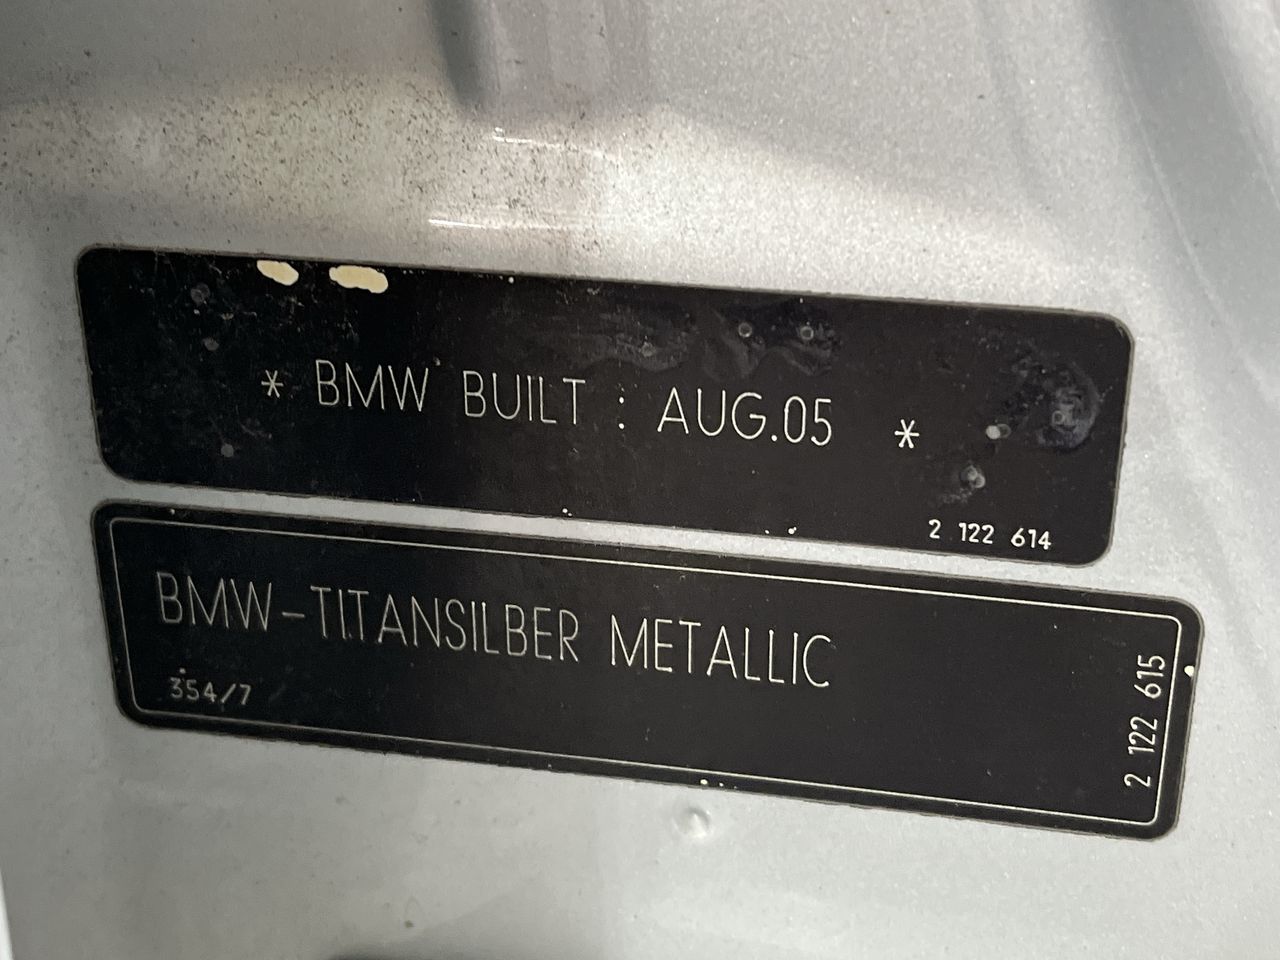 * BMW BUILT : AUG.05 *
2 122 614
BMW-TITANSILBER METALLIC
354/7
2 122 615